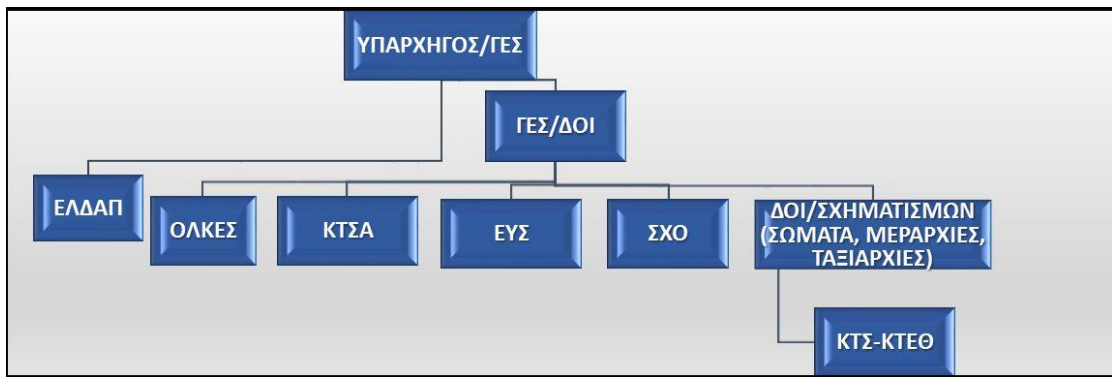 ΥΠΑΡΧΗΓΟΣ/ΓΕΣ
ΓΕΣ/ΔΟΙ
ΕΛΔΑΠ
ΟΛΚΕΣ
ΚΤΣΑ
ΕΥΣ
ΣΧΟ
ΔΟΙ/ΣΧΗΜΑΤΙΣΜΩΝ
(ΣΩΜΑΤΑ, ΜΕΡΑΡΧΙΕΣ,
ΤΑΞΙΑΡΧΙΕΣ)
ΚΤΣ-ΚΤΕΘ